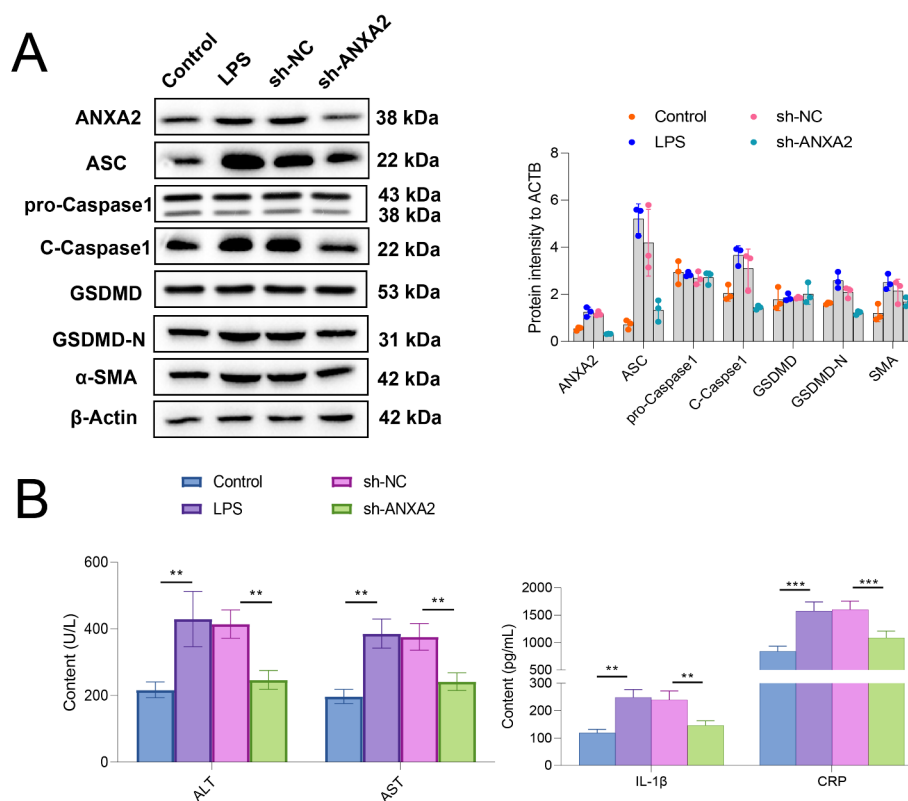 A
Control LPS sh-NC sh-ANXA2
ANXA2 38 kDa
ASC 22 kDa
pro-Caspase1 43 kDa
38 kDa
C-Caspase1 22 kDa
GSDMD 53 kDa
GSDMD-N 31 kDa
α-SMA 42 kDa
β-Actin 42 kDa
Control sh-NC
LPS sh-ANXA2
Protein intensity to ACTB
8
6
4
2
0
ANXA2 ASC pro-Caspase1 C-Caspse1 GSDMD GSDMD-N SMA
B
Control sh-NC
LPS sh-ANXA2
Content (U/L)
600
400
200
0
** ** ** **
ALT AST
Content (pg/mL)
2000
1500
1000
500
300
200
100
0
** ** *** ***
IL-1β CRP